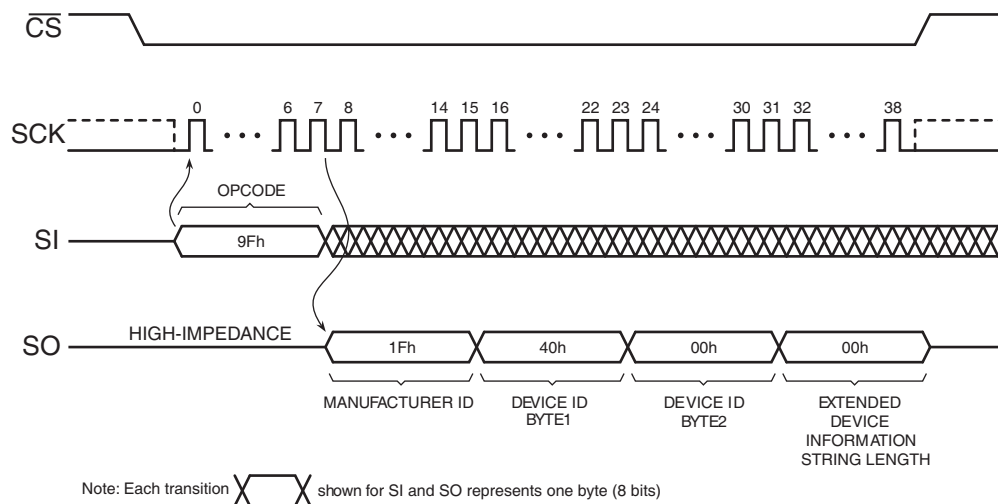 CS
0 6 7 8 14 15 16 22 23 24 30 31 32 38
SCK
OPCODE
SI 9Fh
HIGH-IMPEDANCE
SO 1Fh 40h 00h 00h
MANUFACTURER ID DEVICE ID DEVICE ID EXTENDED
BYTE1 BYTE2 DEVICE
INFORMATION
STRING LENGTH
Note: Each transition shown for SI and SO represents one byte (8 bits)